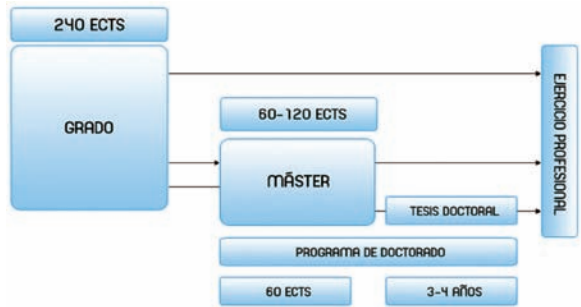 240 ECTS
GRADO
60-120 ECTS
MÁSTER
TESIS DOCTORAL
PROGRAMA DE DOCTORADO
60 ECTS
3-4 AÑOS
EJERCICIO PROFESIONAL